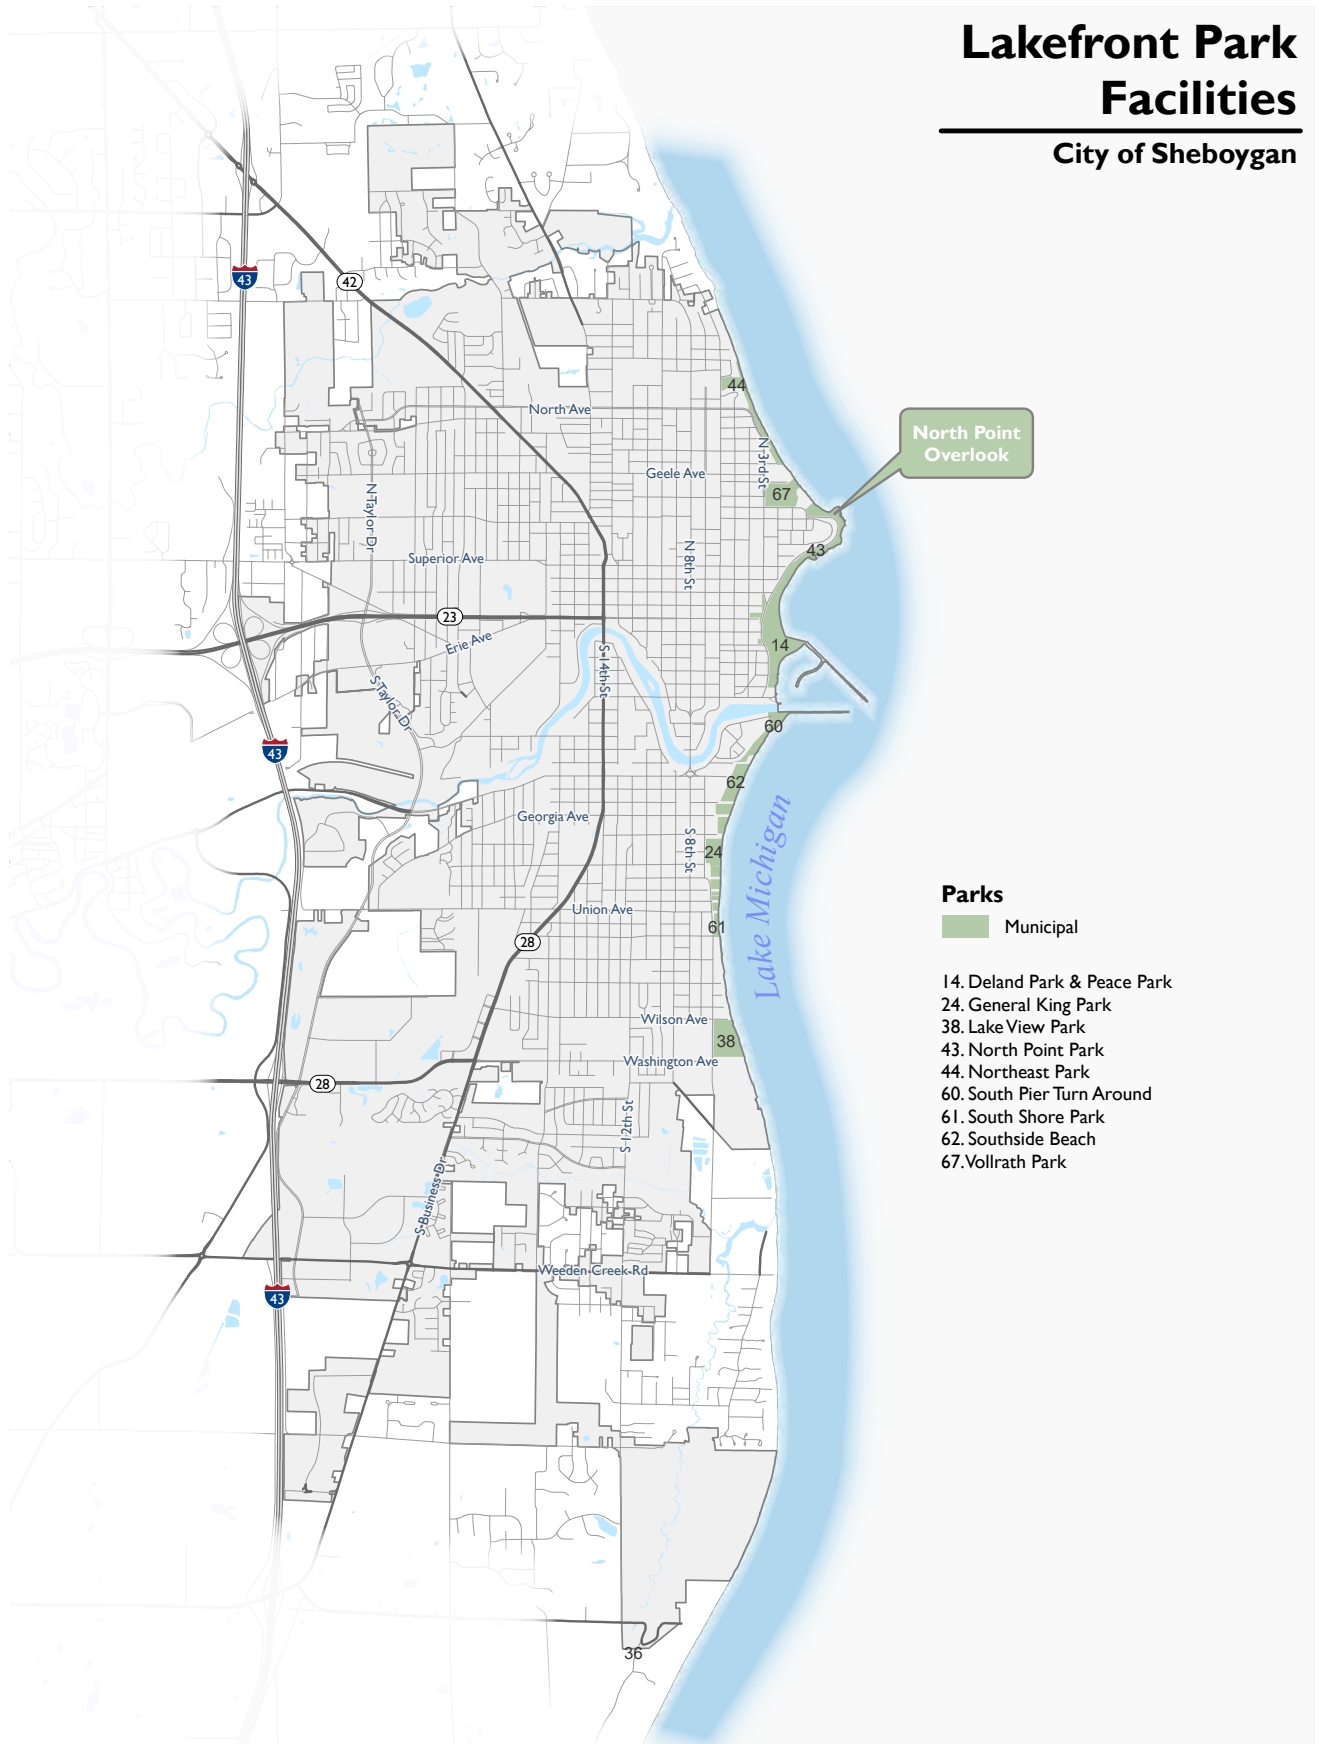 Lakefront Park
Facilities
City of Sheboygan
43
42
44
North Ave
North Point
Overlook
N 3rd St
Geele Ave
67
N Taylor Dr
43
N 8th St
Superior Ave
23
Erie Ave
14
S 14th St
S Taylor Dr
60
43
62
Georgia Ave
Lake Michigan
S 8th St
24
Parks
Municipal
Union Ave
61
28
14. Deland Park & Peace Park
24. General King Park
38. Lake View Park
43. North Point Park
44. Northeast Park
60. South Pier Turn Around
61. South Shore Park
62. Southside Beach
67. Vollrath Park
Wilson Ave
38
Washington Ave
28
S 12th St
S Business Dr
Weeden Creek Rd
43
36